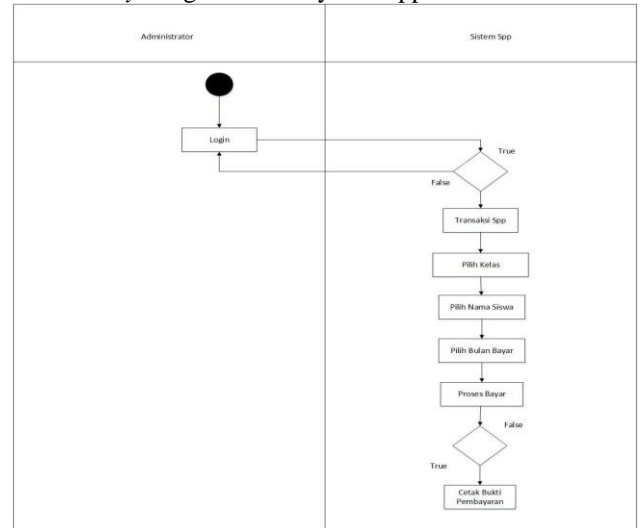 Administrator
Sistem Spp
Login
True
False
Transaksi Spp
Pilih Kelas
Pilih Nama Siswa
Pilih Bulan Bayar
Proses Bayar
False
True
Cetak Bukti
Pembayaran